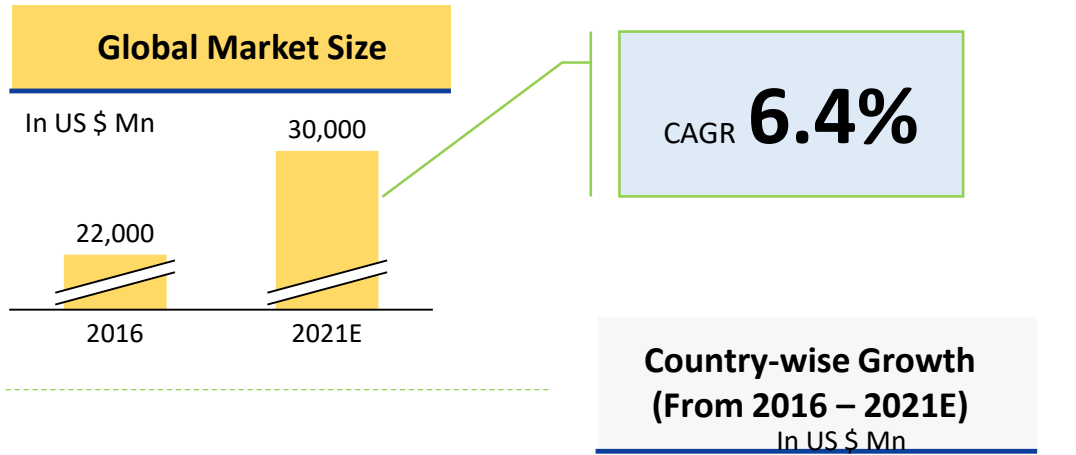 Global Market Size
In US $ Mn
30,000
22,000
2016
2021E
CAGR 6.4%
Country-wise Growth
(From 2016 – 2021E)
In US $ Mn